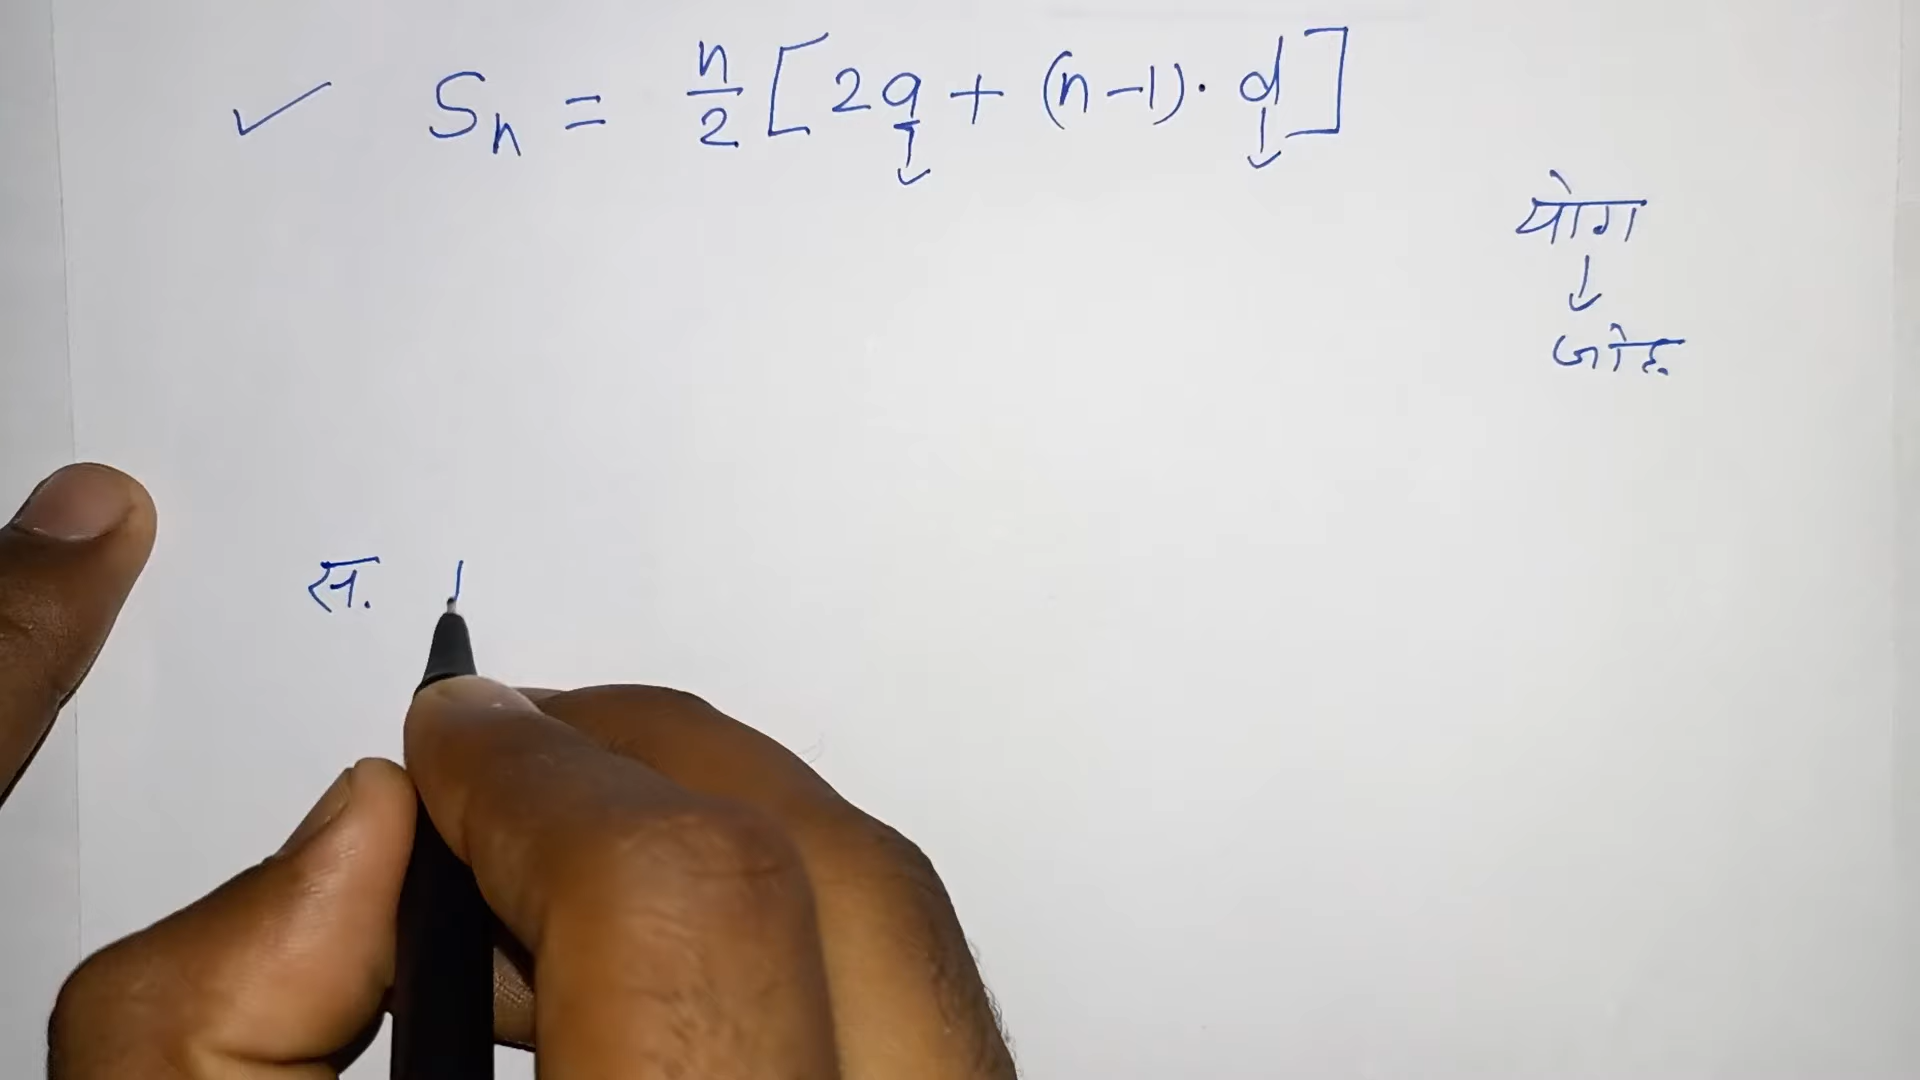 ✓ Sn = n/2 [2a + (n-1)·d]
योग
↓
जोड़
स. 1